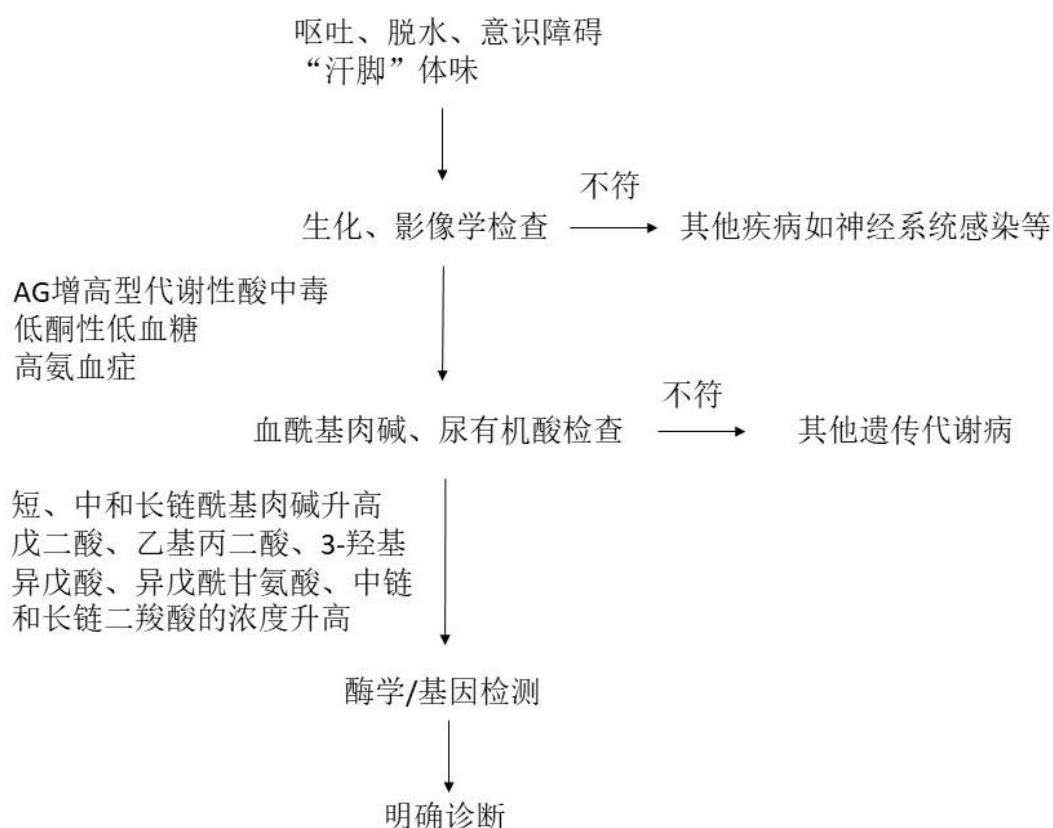 呕吐、脱水、意识障碍
“汗脚”体味
不符
生化、影像学检查
其他疾病如神经系统感染等
AG增高型代谢性酸中毒
低酮性低血糖
高氨血症
不符
血酰基肉碱、尿有机酸检查
其他遗传代谢病
短、中和长链酰基肉碱升高
戊二酸、乙基丙二酸、3-羟基
异戊酸、异戊酰甘氨酸、中链
和长链二羧酸的浓度升高
酶学/基因检测
明确诊断